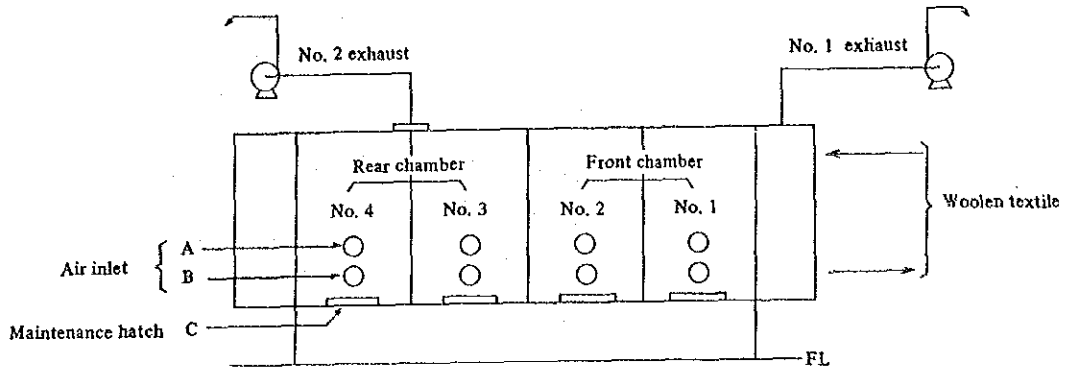 No. 2 exhaust
No. 1 exhaust
Rear chamber
Front chamber
No. 4
No. 3
No. 2
No. 1
Woolen textile
Air inlet
A
B
Maintenance hatch C
FL